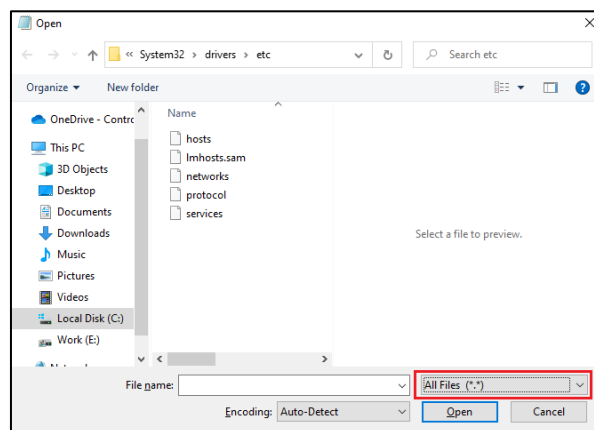 Open
« System32 › drivers › etc
Search etc
Organize
New folder
OneDrive - Contrc
This PC
3D Objects
Desktop
Documents
Downloads
Music
Pictures
Videos
Local Disk (C:)
Work (E:)
Name
hosts
lmhosts.sam
networks
protocol
services
Select a file to preview.
File name:
All Files (*.*)
Encoding: Auto-Detect
Open
Cancel